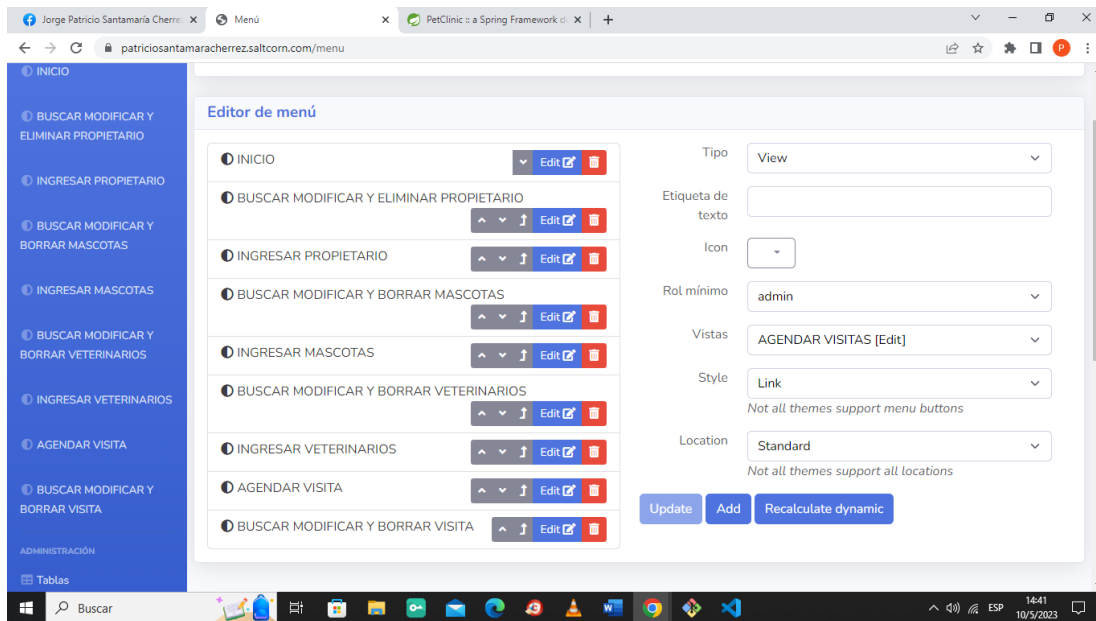 Jorge Patricio Santamaría Cherre
Menú
PetClinic :: a Spring Framework d
patriciosantamaracherrez.saltcorn.com/menu
P
INICIO
BUSCAR MODIFICAR Y
ELIMINAR PROPIETARIO
INGRESAR PROPIETARIO
BUSCAR MODIFICAR Y
BORRAR MASCOTAS
INGRESAR MASCOTAS
BUSCAR MODIFICAR Y
BORRAR VETERINARIOS
INGRESAR VETERINARIOS
AGENDAR VISITA
BUSCAR MODIFICAR Y
BORRAR VISITA
ADMINISTRACIÓN
Tablas
Editor de menú
INICIO
Edit
BUSCAR MODIFICAR Y ELIMINAR PROPIETARIO
Edit
INGRESAR PROPIETARIO
Edit
BUSCAR MODIFICAR Y BORRAR MASCOTAS
Edit
INGRESAR MASCOTAS
Edit
BUSCAR MODIFICAR Y BORRAR VETERINARIOS
Edit
INGRESAR VETERINARIOS
Edit
AGENDAR VISITA
Edit
BUSCAR MODIFICAR Y BORRAR VISITA
Edit
Tipo
View
Etiqueta de
texto
Icon
Rol mínimo
admin
Vistas
AGENDAR VISITAS [Edit]
Style
Link
Not all themes support menu buttons
Location
Standard
Not all themes support all locations
Update
Add
Recalculate dynamic
Buscar
ESP
14:41
10/5/2023